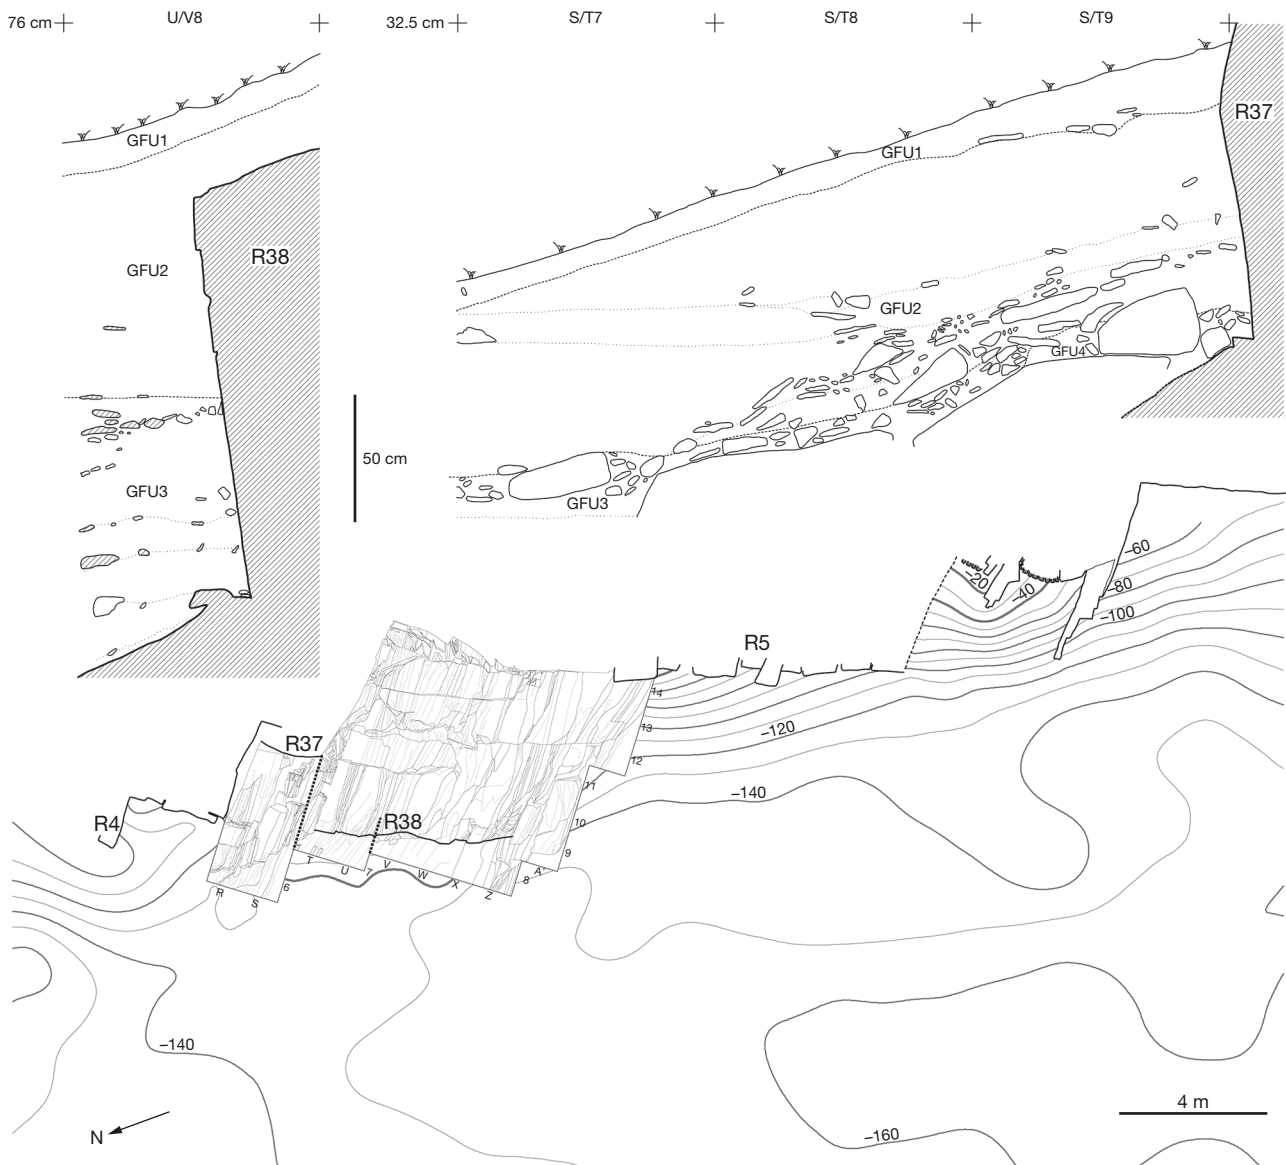 76 cm U/V8 32.5 cm S/T7 S/T8 S/T9
R37
GFU1
GFU1
R38
GFU2
GFU2
GFU4
50 cm
GFU3
GFU3
–60
–20
–40
–80
–100
R5
14
13
–120
R37
12
11
–140
R4
R38
10
9
T
U
7
V
W
X
Z
8
A'
6
R
S
–140
4 m
N
–160